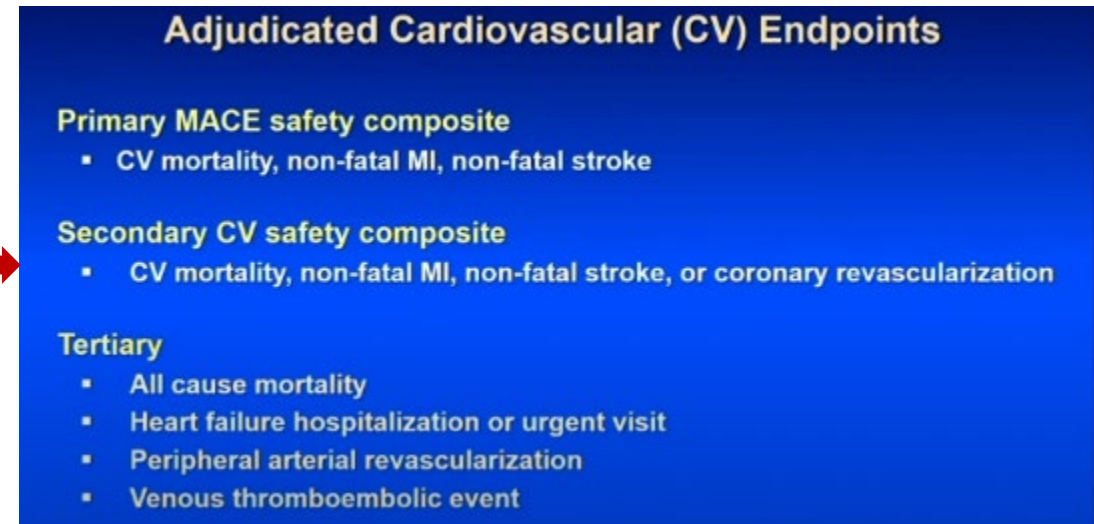 Adjudicated Cardiovascular (CV) Endpoints
Primary MACE safety composite
▪ CV mortality, non-fatal MI, non-fatal stroke
Secondary CV safety composite
▪ CV mortality, non-fatal MI, non-fatal stroke, or coronary revascularization
Tertiary
▪ All cause mortality
▪ Heart failure hospitalization or urgent visit
▪ Peripheral arterial revascularization
▪ Venous thromboembolic event